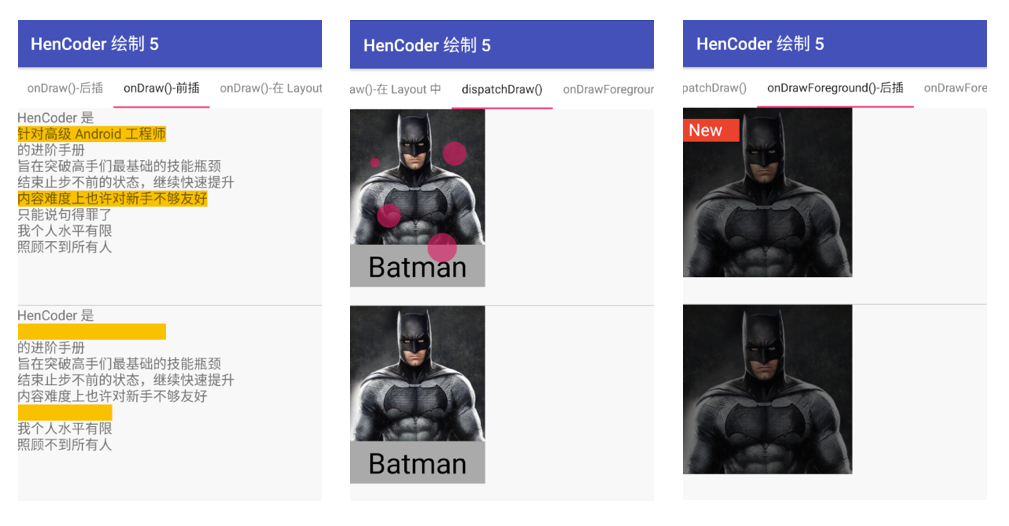 HenCoder 绘制 5
onDraw()-后插 onDraw()-前插 onDraw()-在 Layout
HenCoder 是
针对高级 Android 工程师
的进阶手册
旨在突破高手们最基础的技能瓶颈
结束止步不前的状态，继续快速提升
内容难度上也许对新手不够友好
只能说句得罪了
我个人水平有限
照顾不到所有人
HenCoder 是
的进阶手册
旨在突破高手们最基础的技能瓶颈
结束止步不前的状态，继续快速提升
内容难度上也许对新手不够友好
我个人水平有限
照顾不到所有人
HenCoder 绘制 5
aw()-在 Layout 中 dispatchDraw() onDrawForegroun
Batman
Batman
HenCoder 绘制 5
patchDraw() onDrawForeground()-后插 onDrawFore
New